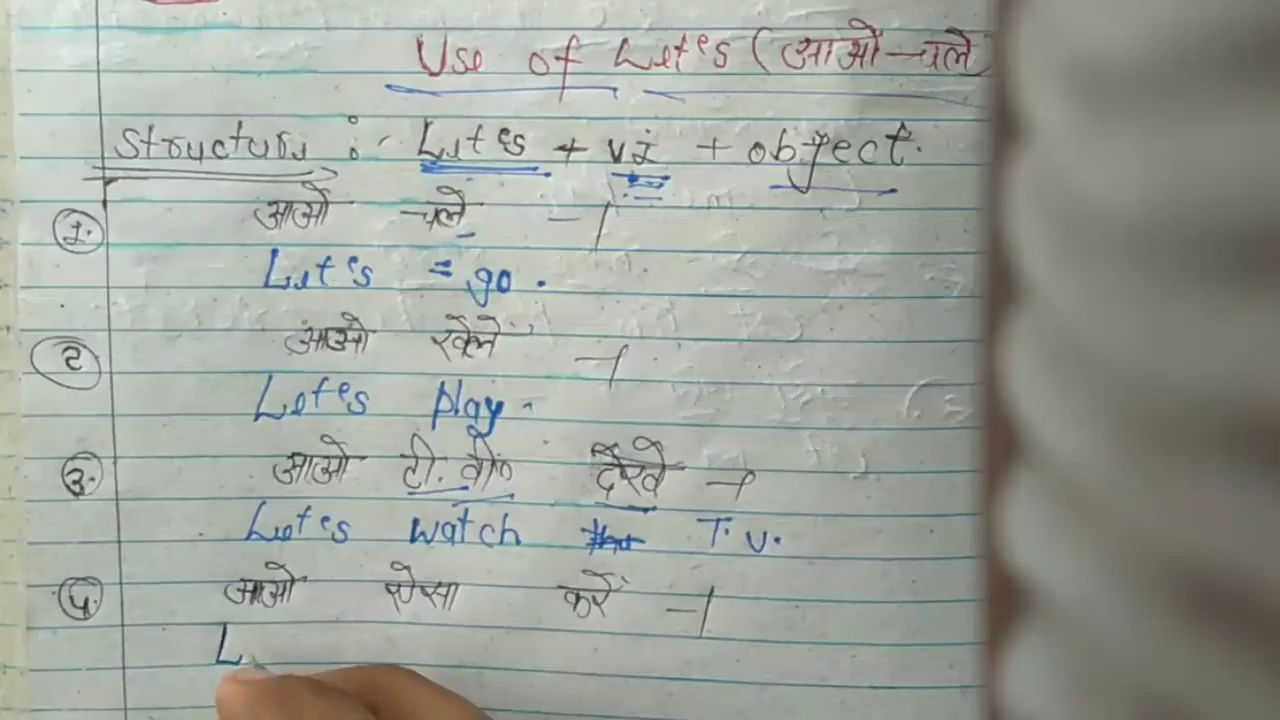 Use of Let's (आओ चले)
Structure :- Let's + v1 + object.
1. आओ चले -।
Let's = go.
2 आओ खेले -।
Let's play.
3. आओ टी. वी० देखे -।
Let's watch T.V.
4. आओ ऐसा करें -।
L